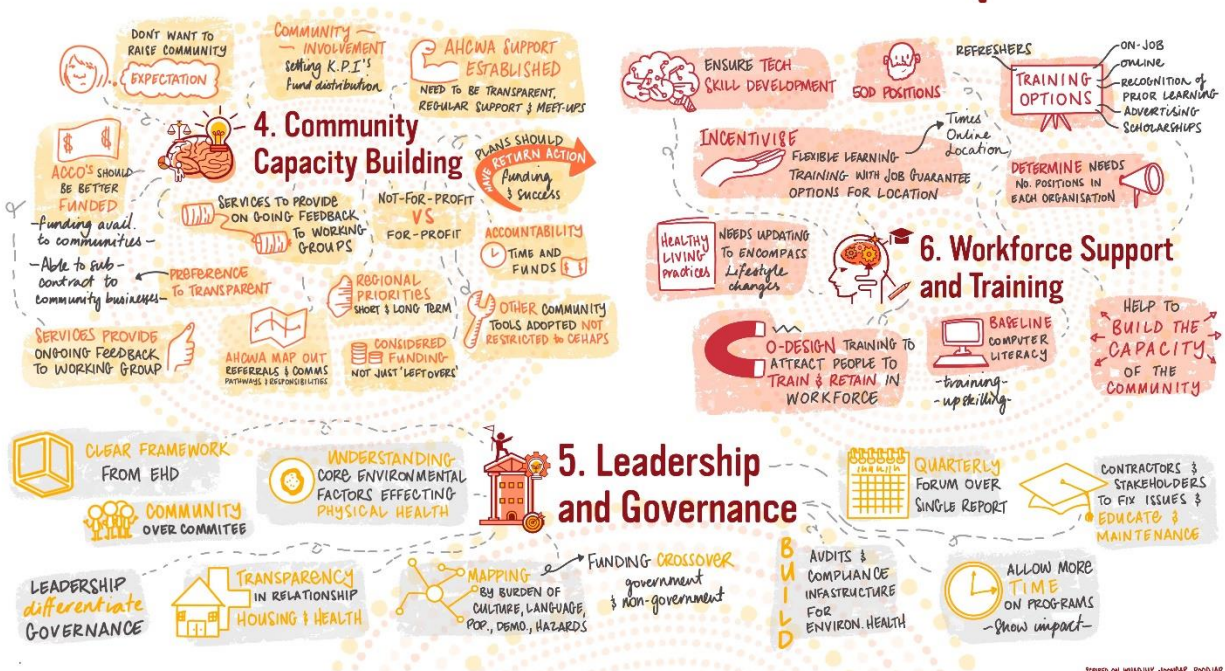 DON'T WANT TO
RAISE COMMUNITY
EXPECTATION
COMMUNITY
INVOLVEMENT
setting K.P.I's
Fund distribution
AHCWA SUPPORT
ESTABLISHED
NEED TO BE TRANSPARENT,
REGULAR SUPPORT & MEET-UPS
4. Community
Capacity Building
PLANS SHOULD
HAVE RETURN ACTION
funding
& success
$ $
ACCO's SHOULD
BE BETTER
FUNDED
-funding avail.
to communities-
-Able to sub-
contract to
community businesses-
PREFERENCE
TO TRANSPARENT
SERVICES TO PROVIDE
ON GOING FEEDBACK
TO WORKING
GROUPS
NOT-FOR-PROFIT
VS
FOR-PROFIT
ACCOUNTABILITY
TIME AND
FUNDS
$ $
SERVICES PROVIDE
ONGOING FEEDBACK
TO WORKING GROUP
AHCWA MAP OUT
REFERRALS & COMMS
PATHWAYS & RESPONSIBILITIES
REGIONAL
PRIORITIES
SHORT & LONG TERM
CONSIDERED
FUNDING
NOT JUST 'LEFTOVERS'
OTHER COMMUNITY
TOOLS ADOPTED NOT
RESTRICTED to CEHAPS
ENSURE TECH
SKILL DEVELOPMENT
50D POSITIONS
REFRESHERS
TRAINING
OPTIONS
ON-JOB
ONLINE
RECOGNITION of
PRIOR LEARNING
ADVERTISING
SCHOLARSHIPS
INCENTIVISE
FLEXIBLE LEARNING
TRAINING WITH JOB GUARANTEE
OPTIONS FOR LOCATION
Times
Online
Location
DETERMINE NEEDS
NO. POSITIONS IN
EACH ORGANISATION
HEALTHY
LIVING
practices
NEEDS UPDATING
TO ENCOMPASS
Lifestyle
changes
6. Workforce Support
and Training
O-DESIGN TRAINING TO
ATTRACT PEOPLE TO
TRAIN & RETAIN IN
WORKFORCE
BASELINE
COMPUTER
LITERACY
-training-
-upskilling-
HELP TO
BUILD THE
CAPACITY
OF THE
COMMUNITY
CLEAR FRAMEWORK
FROM EHD
COMMUNITY
OVER COMMITEE
UNDERSTANDING
CORE ENVIRONMENTAL
FACTORS EFFECTING
PHYSICAL HEALTH
5. Leadership
and Governance
QUARTERLY
FORUM OVER
SINGLE REPORT
CONTRACTORS &
STAKEHOLDERS
TO FIX ISSUES &
EDUCATE &
MAINTENANCE
LEADERSHIP
differentiate
GOVERNANCE
TRANSPARENCY
IN RELATIONSHIP
HOUSING & HEALTH
MAPPING
BY BURDEN OF
CULTURE, LANGUAGE,
POP., DEMO., HAZARDS
FUNDING CROSSOVER
government
& non-government
BUILD
AUDITS &
COMPLIANCE
INFASTRUCTURE
FOR
ENVIRON. HEALTH
ALLOW MORE
TIME
ON PROGRAMS
-show impact-